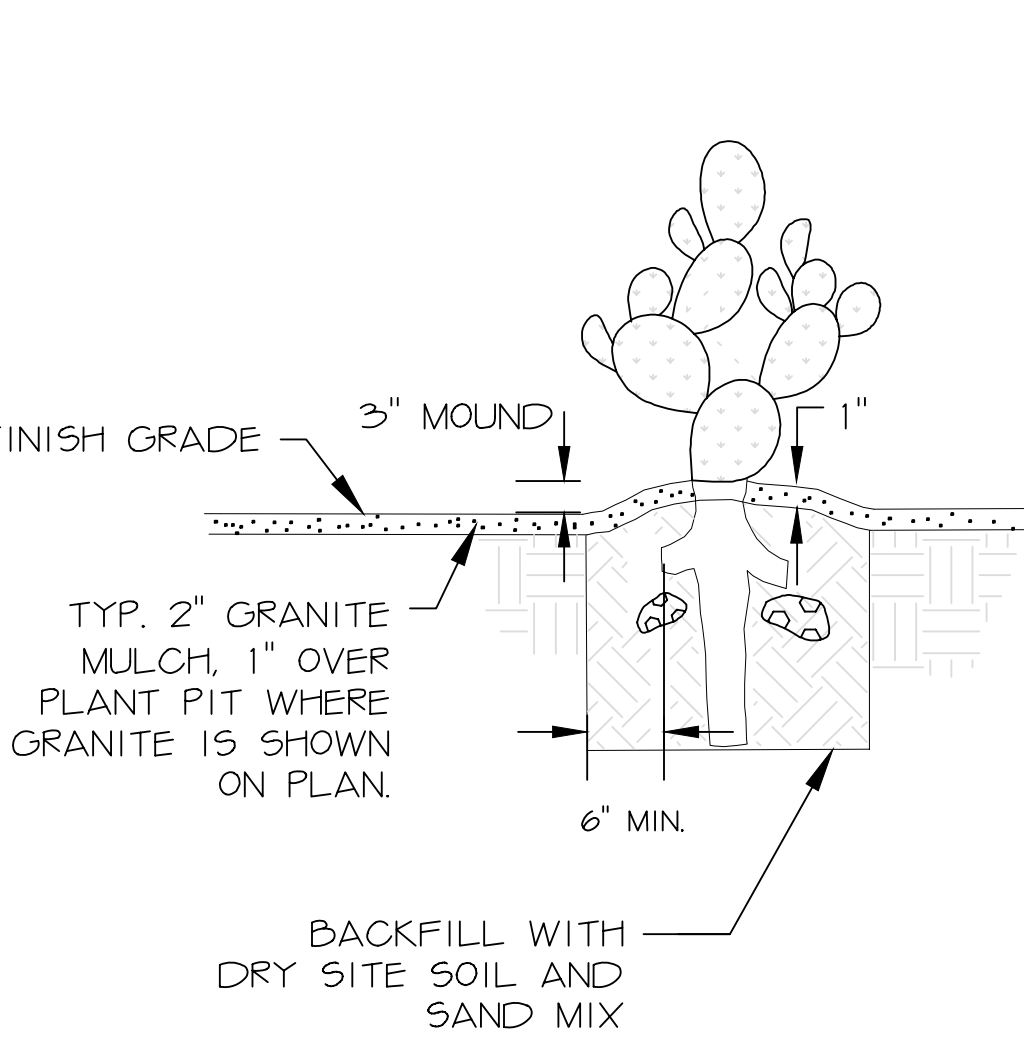 3" MOUND
1"
FINISH GRADE
TYP. 2" GRANITE
MULCH, 1" OVER
PLANT PIT WHERE
GRANITE IS SHOWN
ON PLAN.
6" MIN.
BACKFILL WITH
DRY SITE SOIL AND
SAND MIX